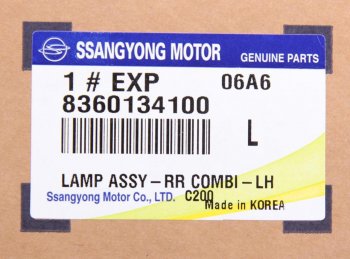 SSANGYONG MOTOR GENUINE PARTS
1 # EXP 06A6
8360134100
L
LAMP ASSY-RR COMBI-LH
Ssangyong Motor Co., LTD. C200 Made in KOREA